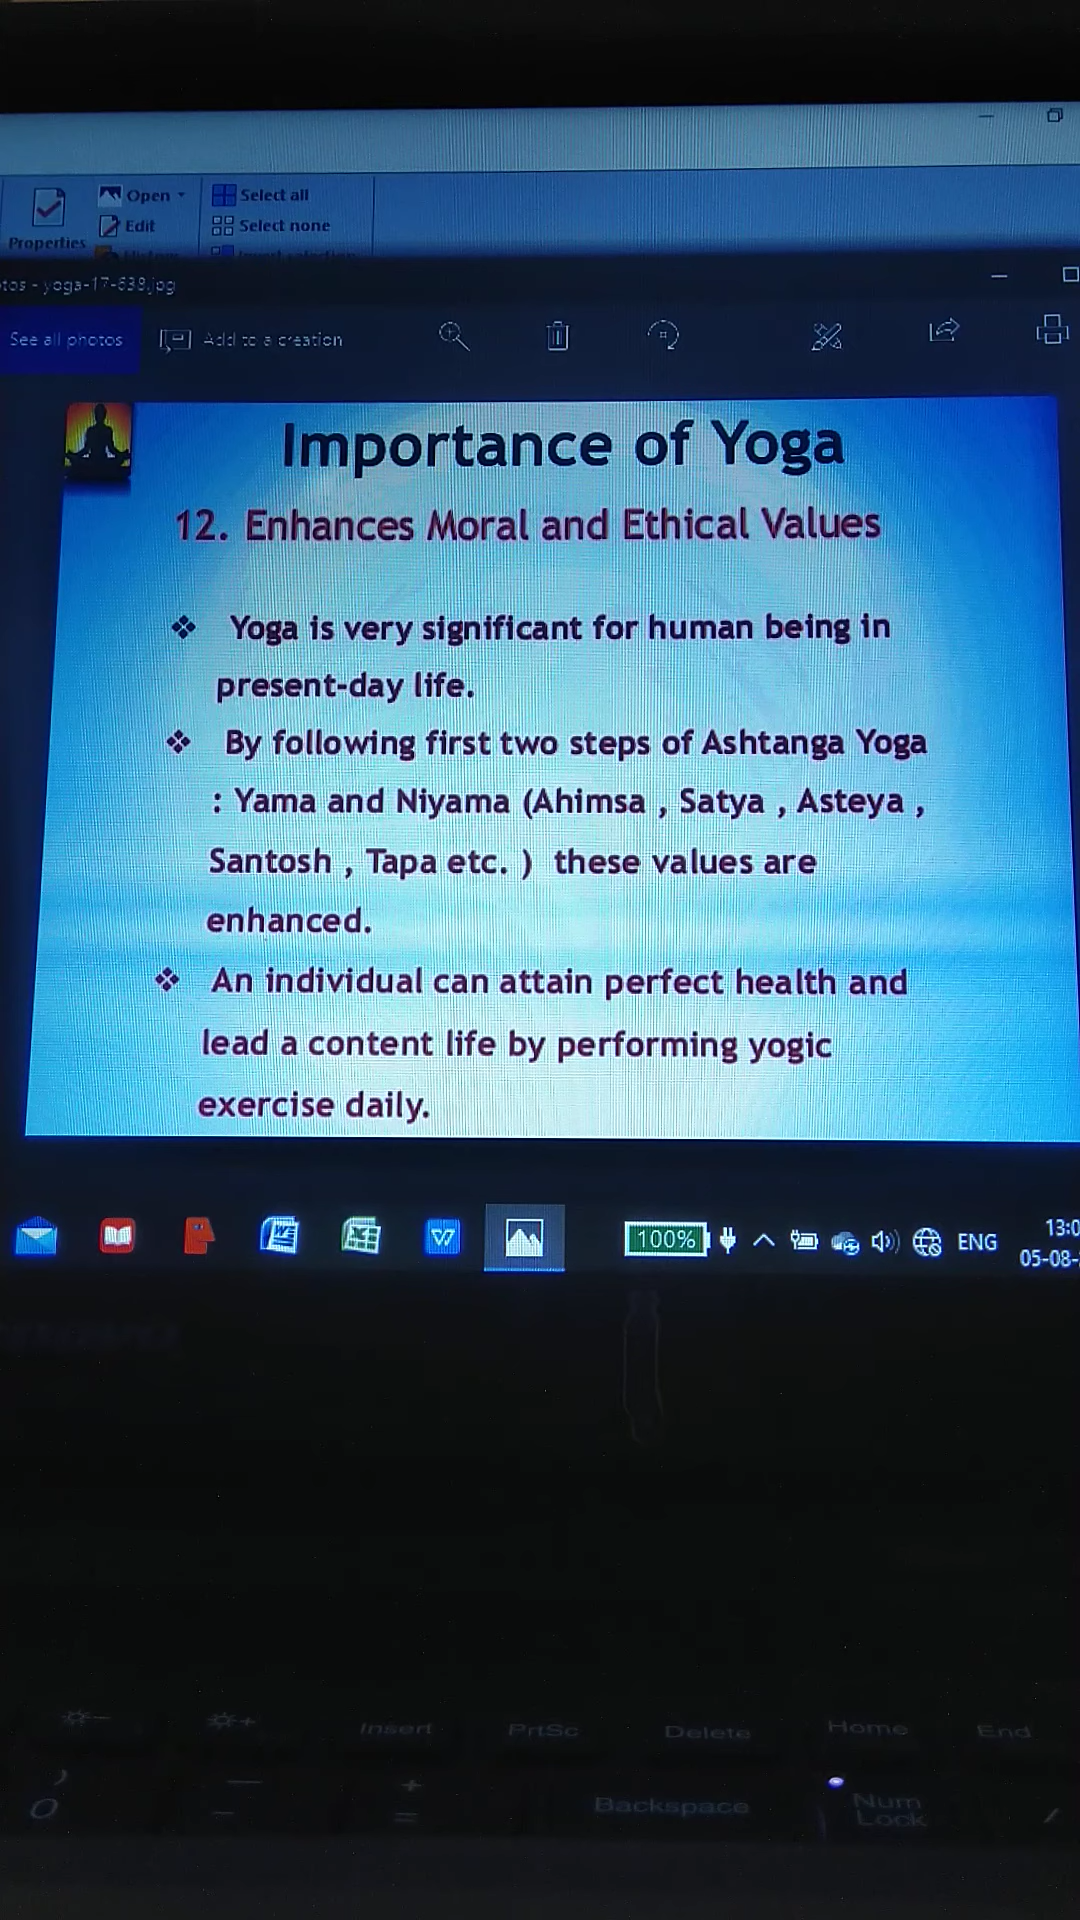 Open
Select all
Edit
Select none
Properties
tos - yoga-17-638.jpg
See all photos
Add to a creation
Importance of Yoga
12. Enhances Moral and Ethical Values
❖ Yoga is very significant for human being in
present-day life.
❖ By following first two steps of Ashtanga Yoga
: Yama and Niyama (Ahimsa , Satya , Asteya ,
Santosh , Tapa etc. ) these values are
enhanced.
❖ An individual can attain perfect health and
lead a content life by performing yogic
exercise daily.
100%
ENG
13:0
05-08-
Insert PrtSc Delete Home End
Backspace
Num
Lock